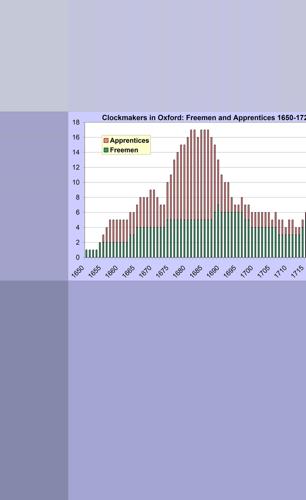 Clockmakers in Oxford: Freemen and Apprentices 1650-172
18
16
14
12
10
8
6
4
2
0
Apprentices
Freemen
1650 1655 1660 1665 1670 1675 1680 1685 1690 1695 1700 1705 1710 1715